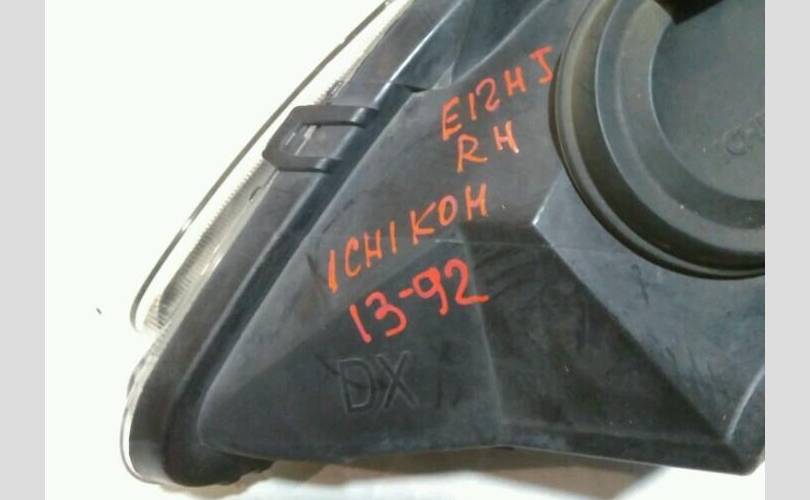 E12HJ
RH
ICHIKOH
13-92
DX